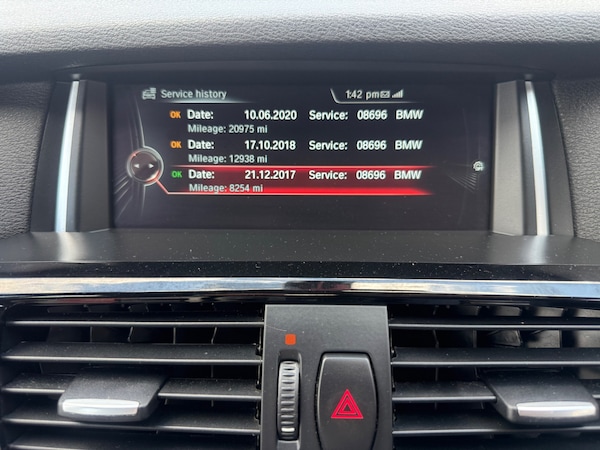 Service history 1:42 pm
OK Date: 10.06.2020 Service: 08696 BMW
Mileage: 20975 mi
OK Date: 17.10.2018 Service: 08696 BMW
Mileage: 12938 mi
OK Date: 21.12.2017 Service: 08696 BMW
Mileage: 8254 mi